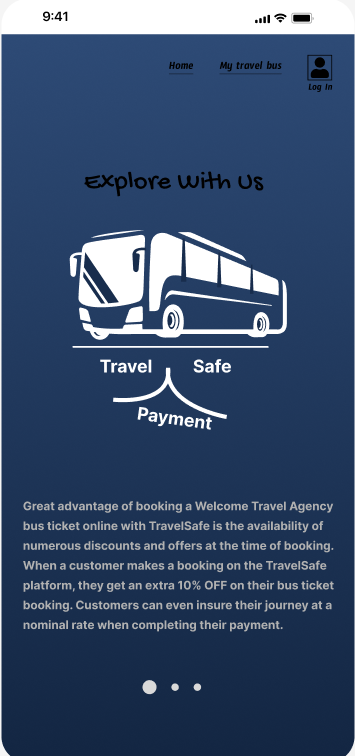 9:41
Home My travel bus
Log In
Explore With Us
Travel Safe
Payment
Great advantage of booking a Welcome Travel Agency
bus ticket online with TravelSafe is the availability of
numerous discounts and offers at the time of booking.
When a customer makes a booking on the TravelSafe
platform, they get an extra 10% OFF on their bus ticket
booking. Customers can even insure their journey at a
nominal rate when completing their payment.